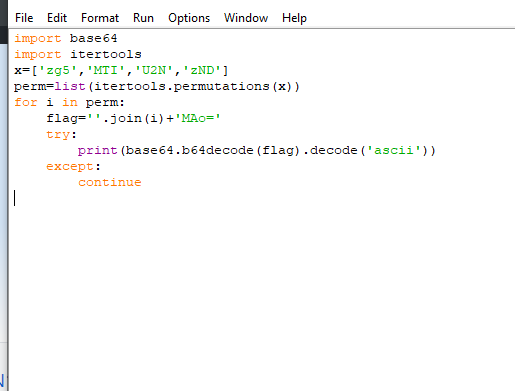 File Edit Format Run Options Window Help
import base64
import itertools
x=['zg5','MTI','U2N','zND']
perm=list(itertools.permutations(x))
for i in perm:
    flag=''.join(i)+'MAo='
    try:
        print(base64.b64decode(flag).decode('ascii'))
    except:
        continue